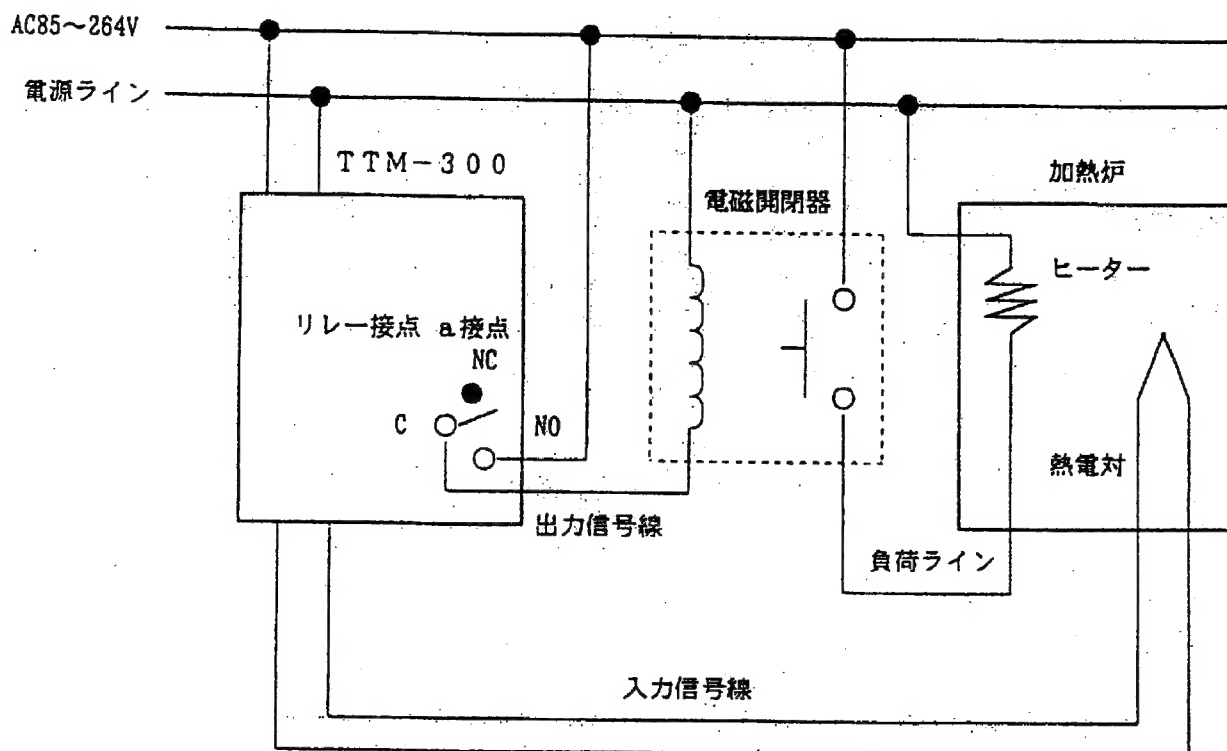 AC85～264V
電源ライン
ＴＴＭ－３００
加熱炉
電磁開閉器
ヒーター
リレー接点 a接点
NC
C
NO
熱電対
出力信号線
負荷ライン
入力信号線